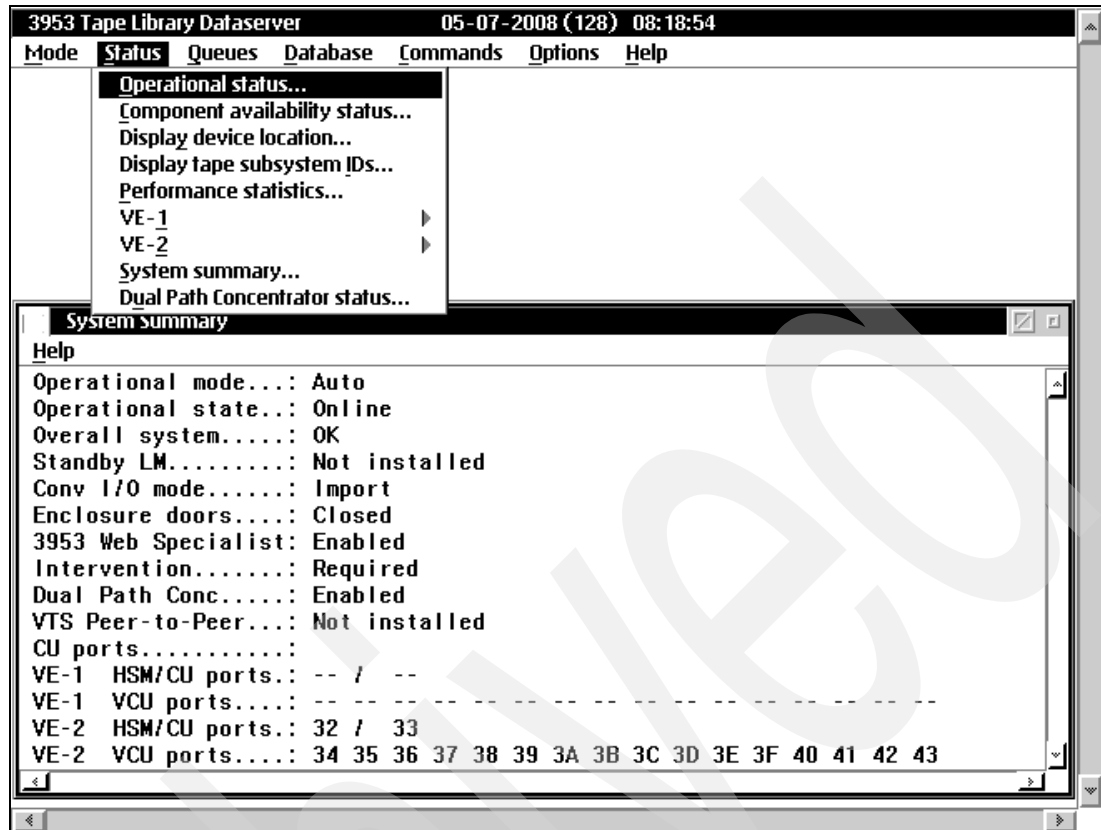 3953 Tape Library Dataserver 05-07-2008 (128) 08:18:54
Mode Status Queues Database Commands Options Help
Operational status...
Component availability status...
Display device location...
Display tape subsystem IDs...
Performance statistics...
VE-1
VE-2
System summary...
Dual Path Concentrator status...
System Summary
Help
Operational mode...: Auto
Operational state..: Online
Overall system.....: OK
Standby LM.........: Not installed
Conv I/O mode......: Import
Enclosure doors....: Closed
3953 Web Specialist: Enabled
Intervention.......: Required
Dual Path Conc.....: Enabled
VTS Peer-to-Peer...: Not installed
CU ports...........:
VE-1 HSM/CU ports.: -- / --
VE-1 VCU ports....: -- -- -- -- -- -- -- -- -- -- -- -- -- -- -- --
VE-2 HSM/CU ports.: 32 / 33
VE-2 VCU ports....: 34 35 36 37 38 39 3A 3B 3C 3D 3E 3F 40 41 42 43